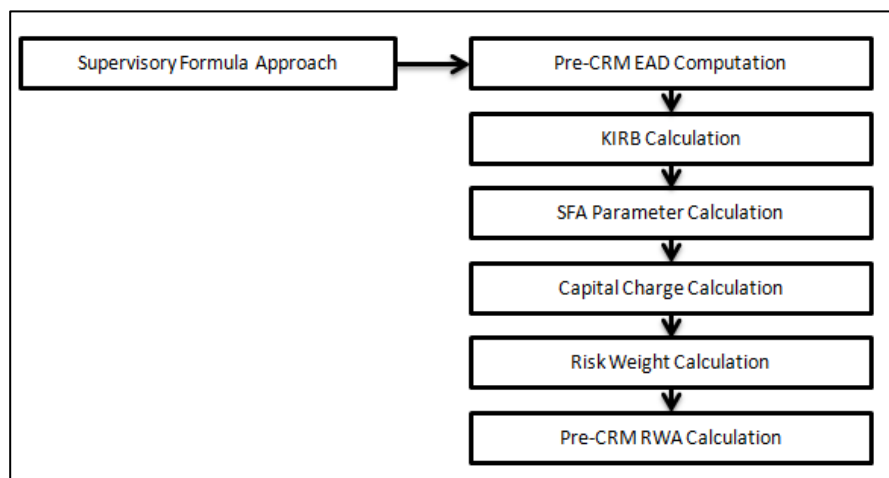 Supervisory Formula Approach
Pre-CRM EAD Computation
KIRB Calculation
SFA Parameter Calculation
Capital Charge Calculation
Risk Weight Calculation
Pre-CRM RWA Calculation